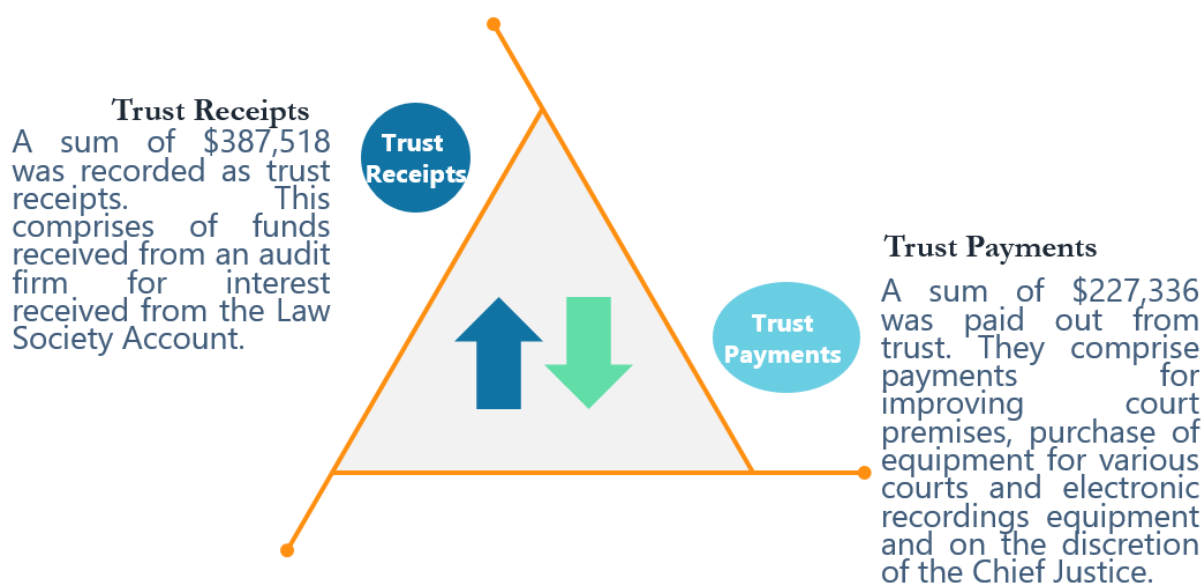 Trust Receipts
A sum of $387,518
was recorded as trust
receipts. This
comprises of funds
received from an audit
firm for interest
received from the Law
Society Account.
Trust
Receipts
Trust Payments
A sum of $227,336
was paid out from
trust. They comprise
payments for
improving court
premises, purchase of
equipment for various
courts and electronic
recordings equipment
and on the discretion
of the Chief Justice.
Trust
Payments